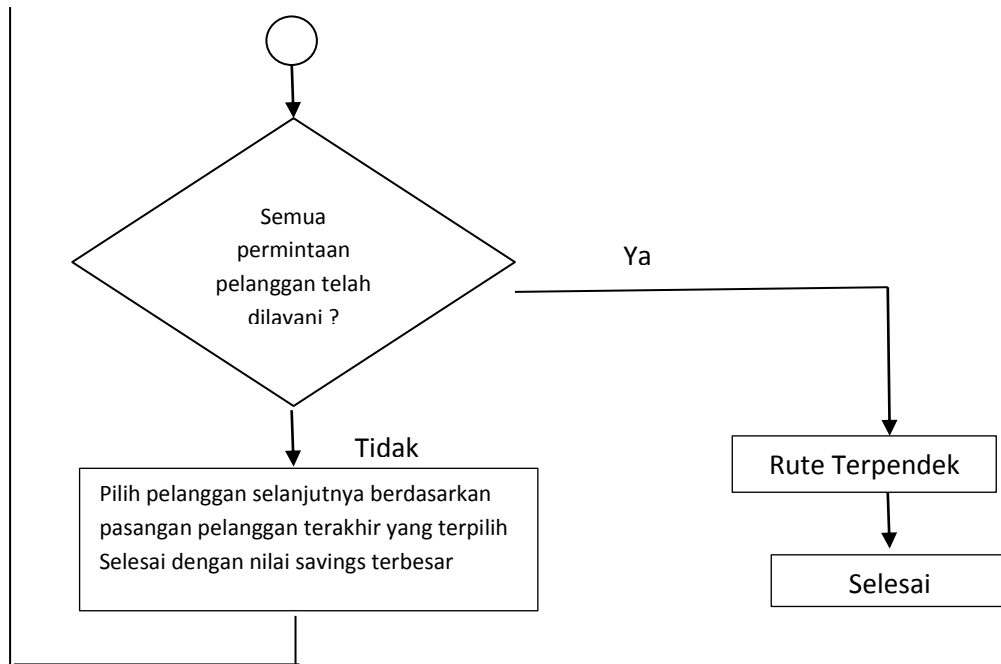 Semua
permintaan
pelanggan telah
dilayani ?
Ya
Tidak
Rute Terpendek
Pilih pelanggan selanjutnya berdasarkan
pasangan pelanggan terakhir yang terpilih
Selesai dengan nilai savings terbesar
Selesai